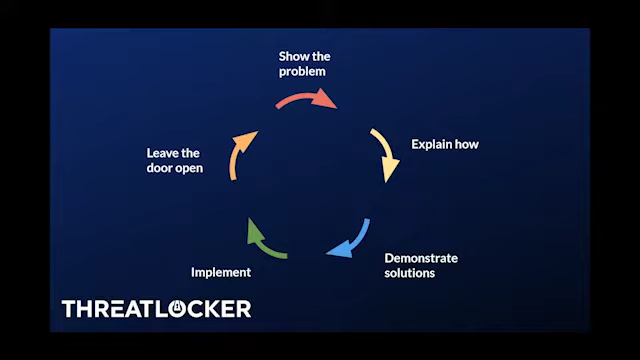 Show the
problem
Explain how
Leave the
door open
Demonstrate
solutions
Implement
THREATLOCKER